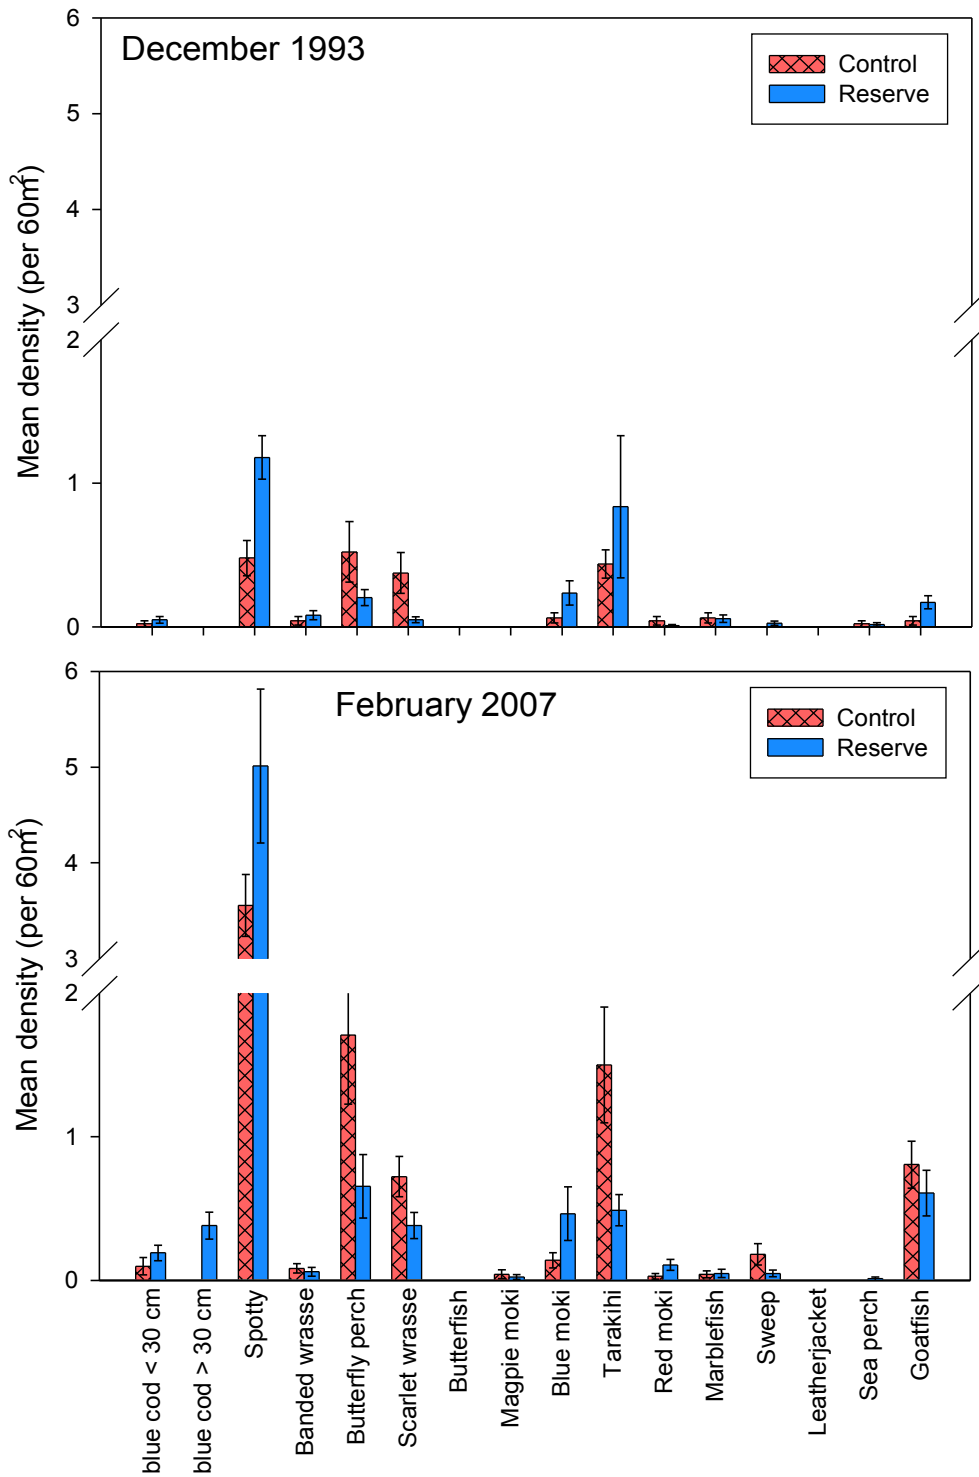 December 1993
Control
Reserve
6
5
4
3
2
1
0
Mean density (per 60m²)
February 2007
Control
Reserve
6
5
4
3
2
1
0
Mean density (per 60m²)
blue cod < 30 cm
blue cod > 30 cm
Spotty
Banded wrasse
Butterfly perch
Scarlet wrasse
Butterfish
Magpie moki
Blue moki
Tarakihi
Red moki
Marblefish
Sweep
Leatherjacket
Sea perch
Goatfish